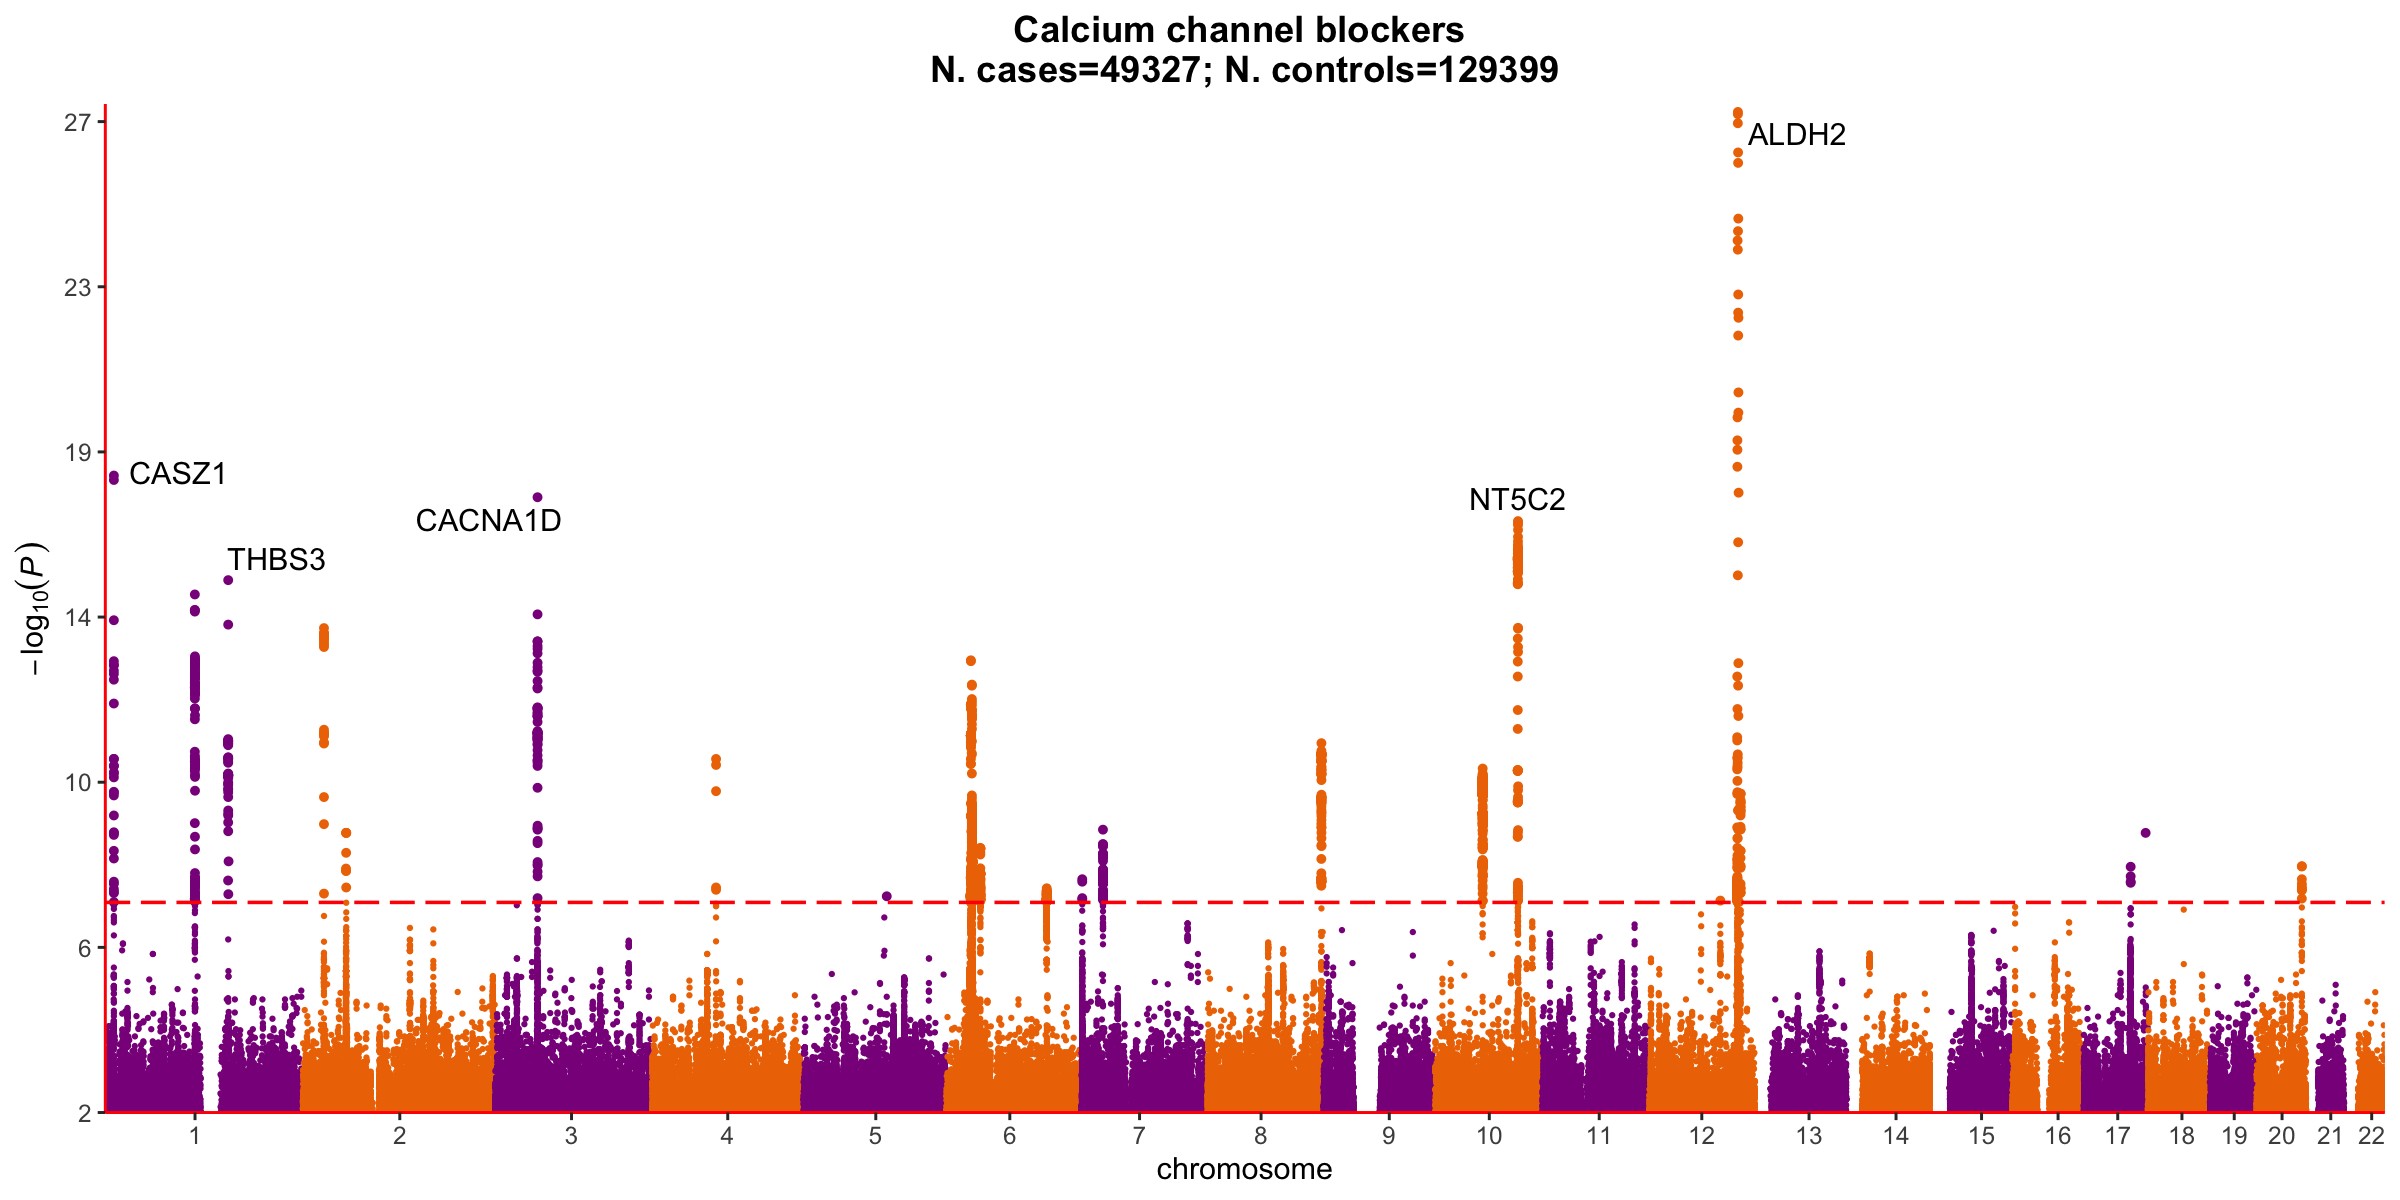 Calcium channel blockers
N. cases=49327; N. controls=129399
27
ALDH2
23
19
CASZ1
CACNA1D
NT5C2
THBS3
−log10(P)
14
10
6
2
1 2 3 4 5 6 7 8 9 10 11 12 13 14 15 16 17 18 19 20 21 22
chromosome